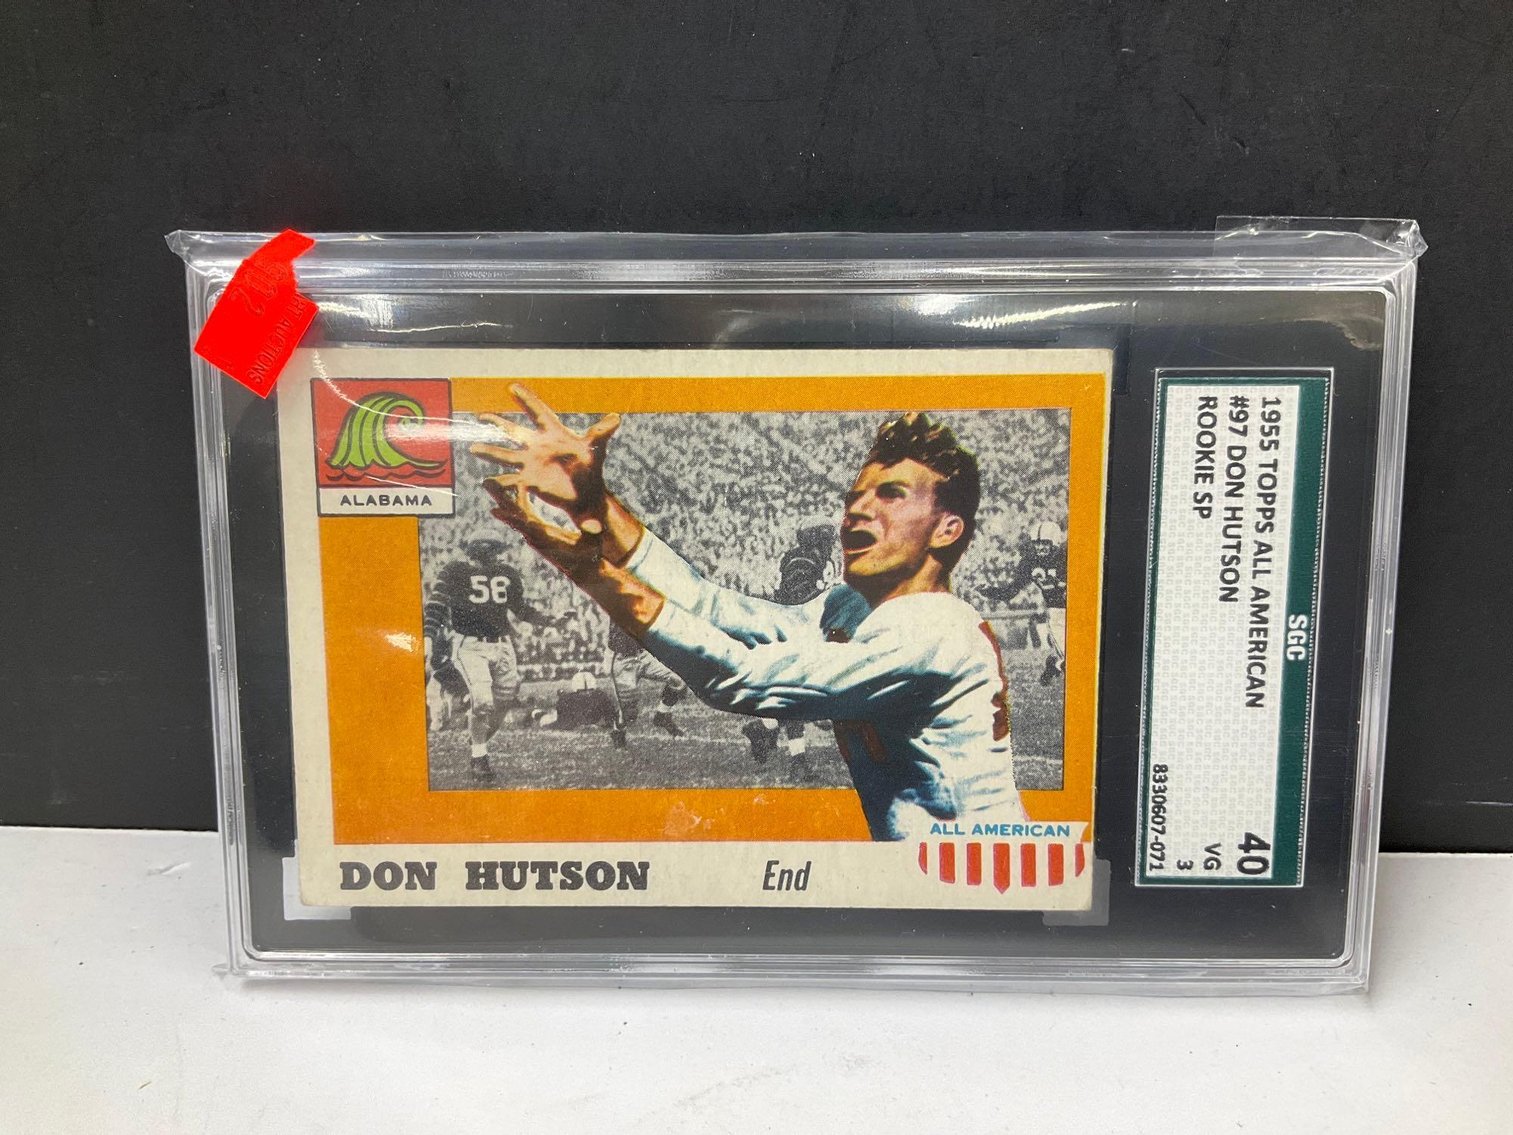 ALABAMA
58
ALL AMERICAN
DON HUTSON End
SGC
1955 TOPPS ALL AMERICAN
#97 DON HUTSON
ROOKIE SP
40
VG
3
8330607-071
AUCTIONS